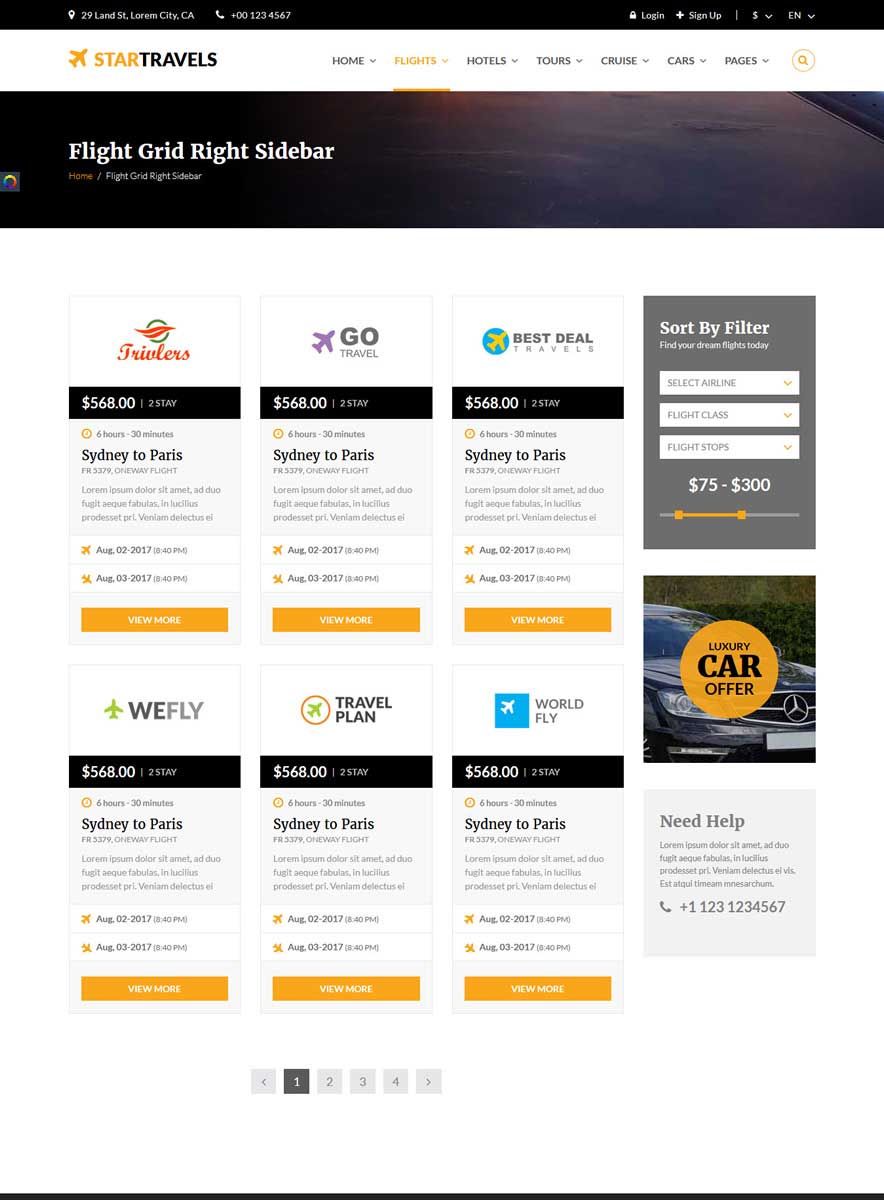 29 Land St, Lorem City, CA +00 123 4567 Login Sign Up | $ EN
STARTRAVELS HOME FLIGHTS HOTELS TOURS CRUISE CARS PAGES
Flight Grid Right Sidebar
Home / Flight Grid Right Sidebar
Trivlers
$568.00 | 2 STAY
6 hours - 30 minutes
Sydney to Paris
FR 5379, ONEWAY FLIGHT
Lorem ipsum dolor sit amet, ad duo
fugit aeque fabulas, in lucilius
prodesset pri. Veniam delectus ei
Aug, 02-2017 (8:40 PM)
Aug, 03-2017 (8:40 PM)
VIEW MORE
GO
TRAVEL
$568.00 | 2 STAY
6 hours - 30 minutes
Sydney to Paris
FR 5379, ONEWAY FLIGHT
Lorem ipsum dolor sit amet, ad duo
fugit aeque fabulas, in lucilius
prodesset pri. Veniam delectus ei
Aug, 02-2017 (8:40 PM)
Aug, 03-2017 (8:40 PM)
VIEW MORE
BEST DEAL
TRAVELS
$568.00 | 2 STAY
6 hours - 30 minutes
Sydney to Paris
FR 5379, ONEWAY FLIGHT
Lorem ipsum dolor sit amet, ad duo
fugit aeque fabulas, in lucilius
prodesset pri. Veniam delectus ei
Aug, 02-2017 (8:40 PM)
Aug, 03-2017 (8:40 PM)
VIEW MORE
WEFLY
$568.00 | 2 STAY
6 hours - 30 minutes
Sydney to Paris
FR 5379, ONEWAY FLIGHT
Lorem ipsum dolor sit amet, ad duo
fugit aeque fabulas, in lucilius
prodesset pri. Veniam delectus ei
Aug, 02-2017 (8:40 PM)
Aug, 03-2017 (8:40 PM)
VIEW MORE
TRAVEL
PLAN
$568.00 | 2 STAY
6 hours - 30 minutes
Sydney to Paris
FR 5379, ONEWAY FLIGHT
Lorem ipsum dolor sit amet, ad duo
fugit aeque fabulas, in lucilius
prodesset pri. Veniam delectus ei
Aug, 02-2017 (8:40 PM)
Aug, 03-2017 (8:40 PM)
VIEW MORE
WORLD
FLY
$568.00 | 2 STAY
6 hours - 30 minutes
Sydney to Paris
FR 5379, ONEWAY FLIGHT
Lorem ipsum dolor sit amet, ad duo
fugit aeque fabulas, in lucilius
prodesset pri. Veniam delectus ei
Aug, 02-2017 (8:40 PM)
Aug, 03-2017 (8:40 PM)
VIEW MORE
Sort By Filter
Find your dream flights today
SELECT AIRLINE
FLIGHT CLASS
FLIGHT STOPS
$75 - $300
LUXURY
CAR
OFFER
Need Help
Lorem ipsum dolor sit amet, ad duo
fugit aeque fabulas, in lucilius
prodesset pri. Veniam delectus ei vis.
Est atqui timeam mnesarchum.
+1 123 1234567
‹ 1 2 3 4 ›